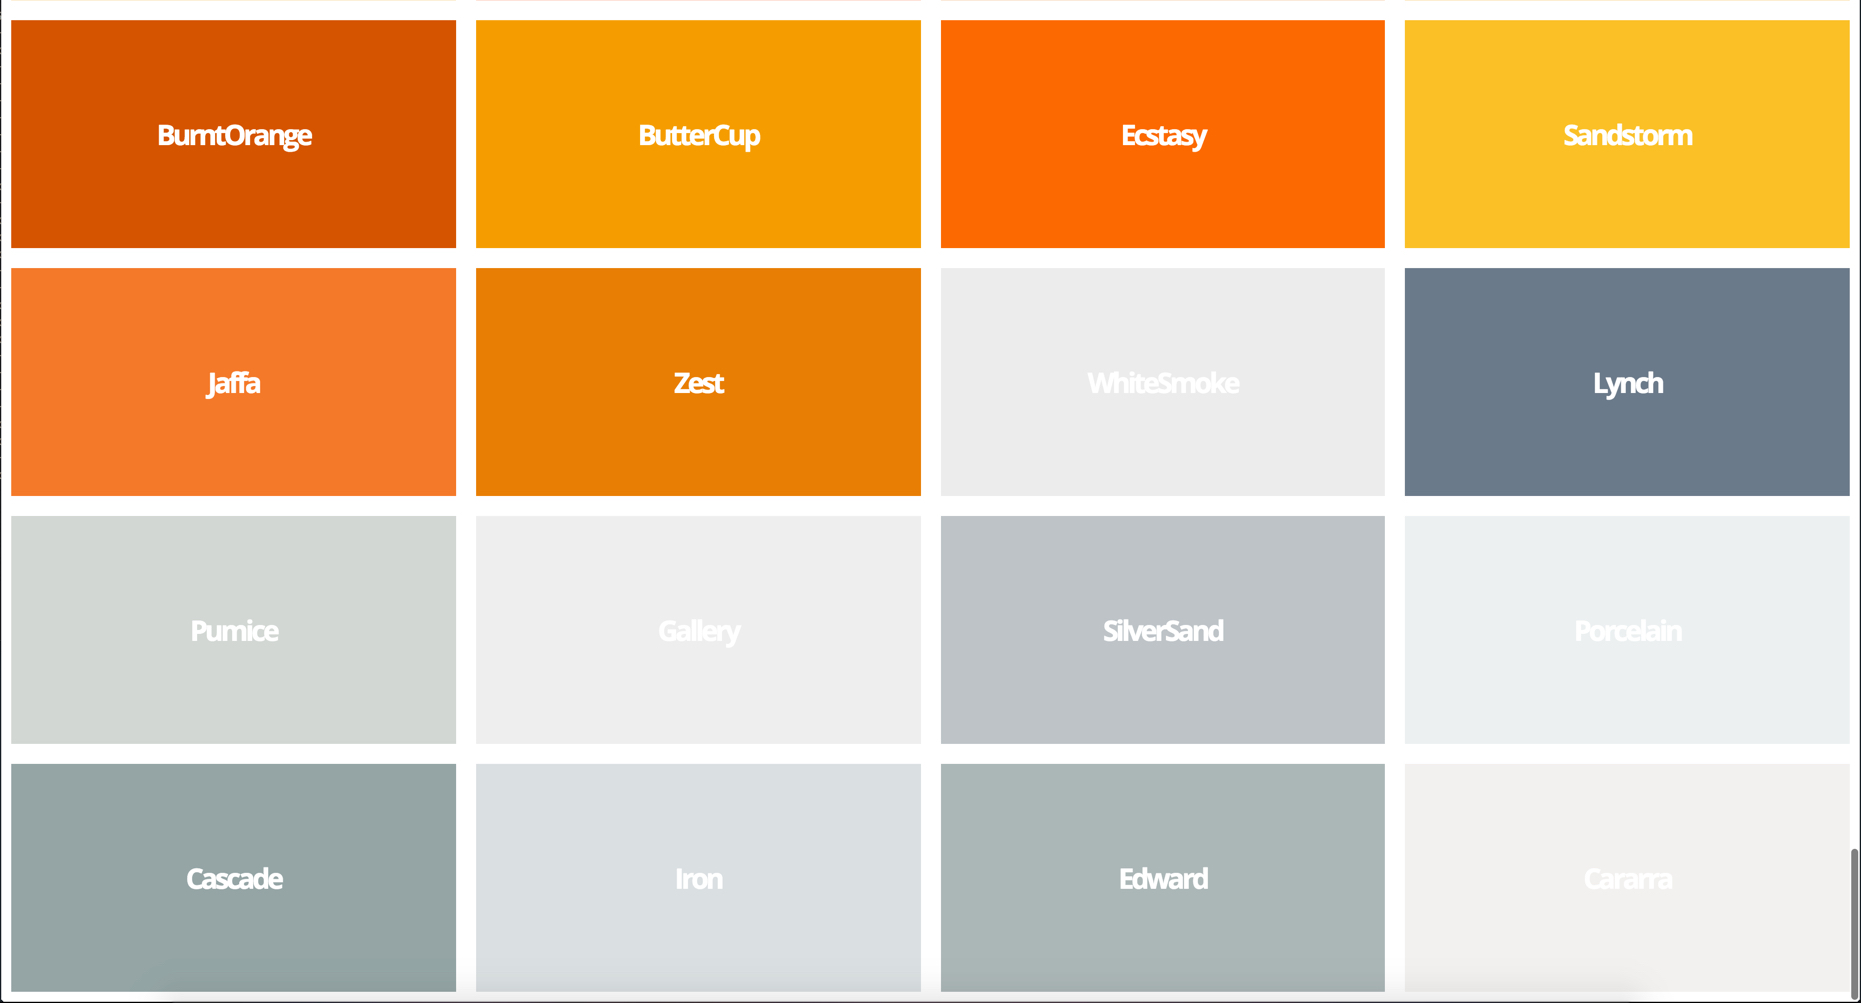 BurntOrange
ButterCup
Ecstasy
Sandstorm
Jaffa
Zest
WhiteSmoke
Lynch
Pumice
Gallery
SilverSand
Porcelain
Cascade
Iron
Edward
Cararra